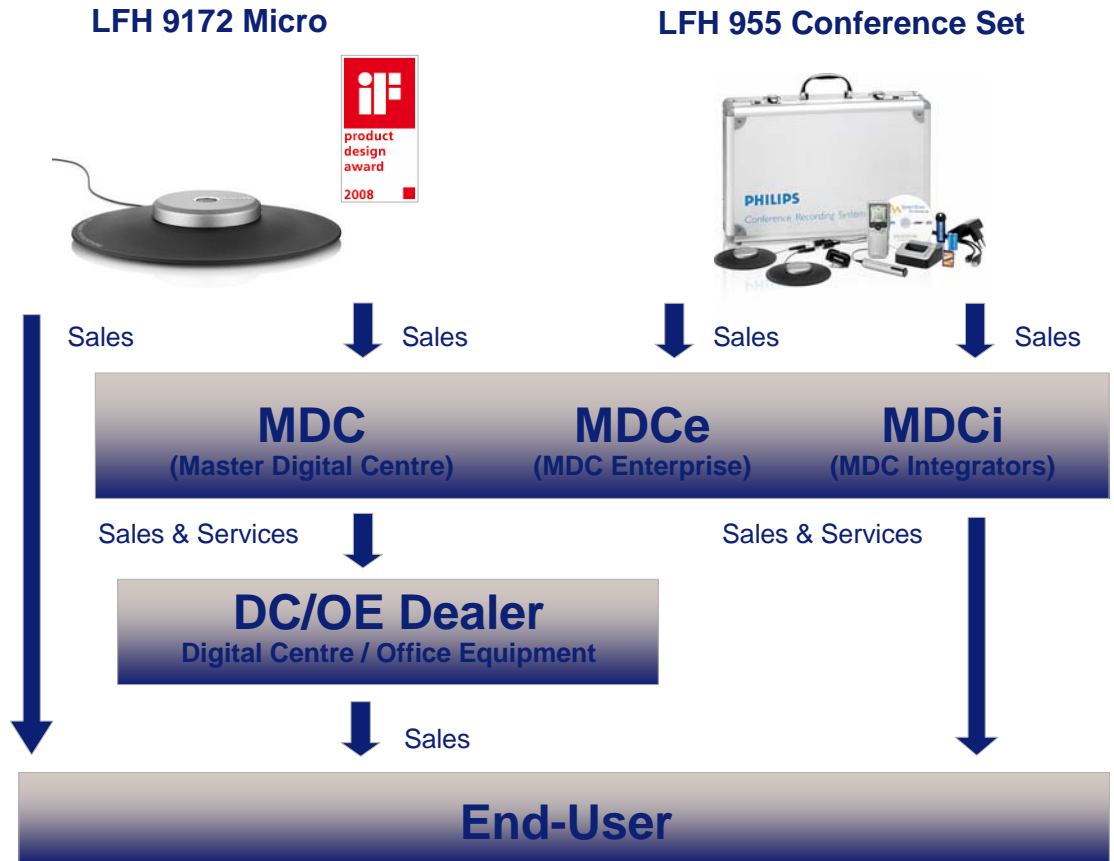 LFH 9172 Micro
LFH 955 Conference Set
iF
product
design
award
2008
PHILIPS
Conference Recording System
Sales
Sales
Sales
Sales
MDC
(Master Digital Centre)
MDCe
(MDC Enterprise)
MDCi
(MDC Integrators)
Sales & Services
Sales & Services
DC/OE Dealer
Digital Centre / Office Equipment
Sales
End-User